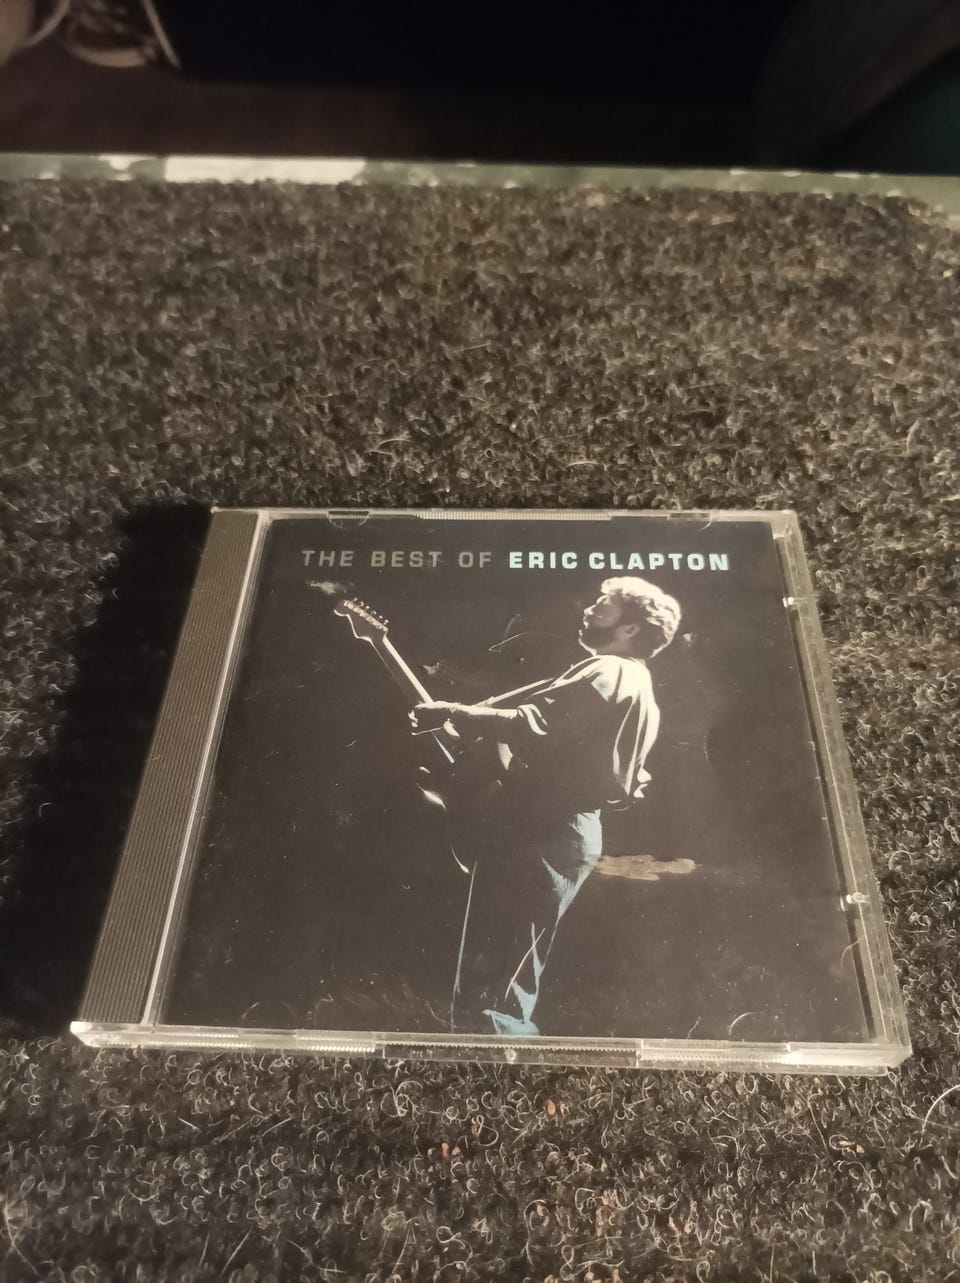 THE BEST OF ERIC CLAPTON